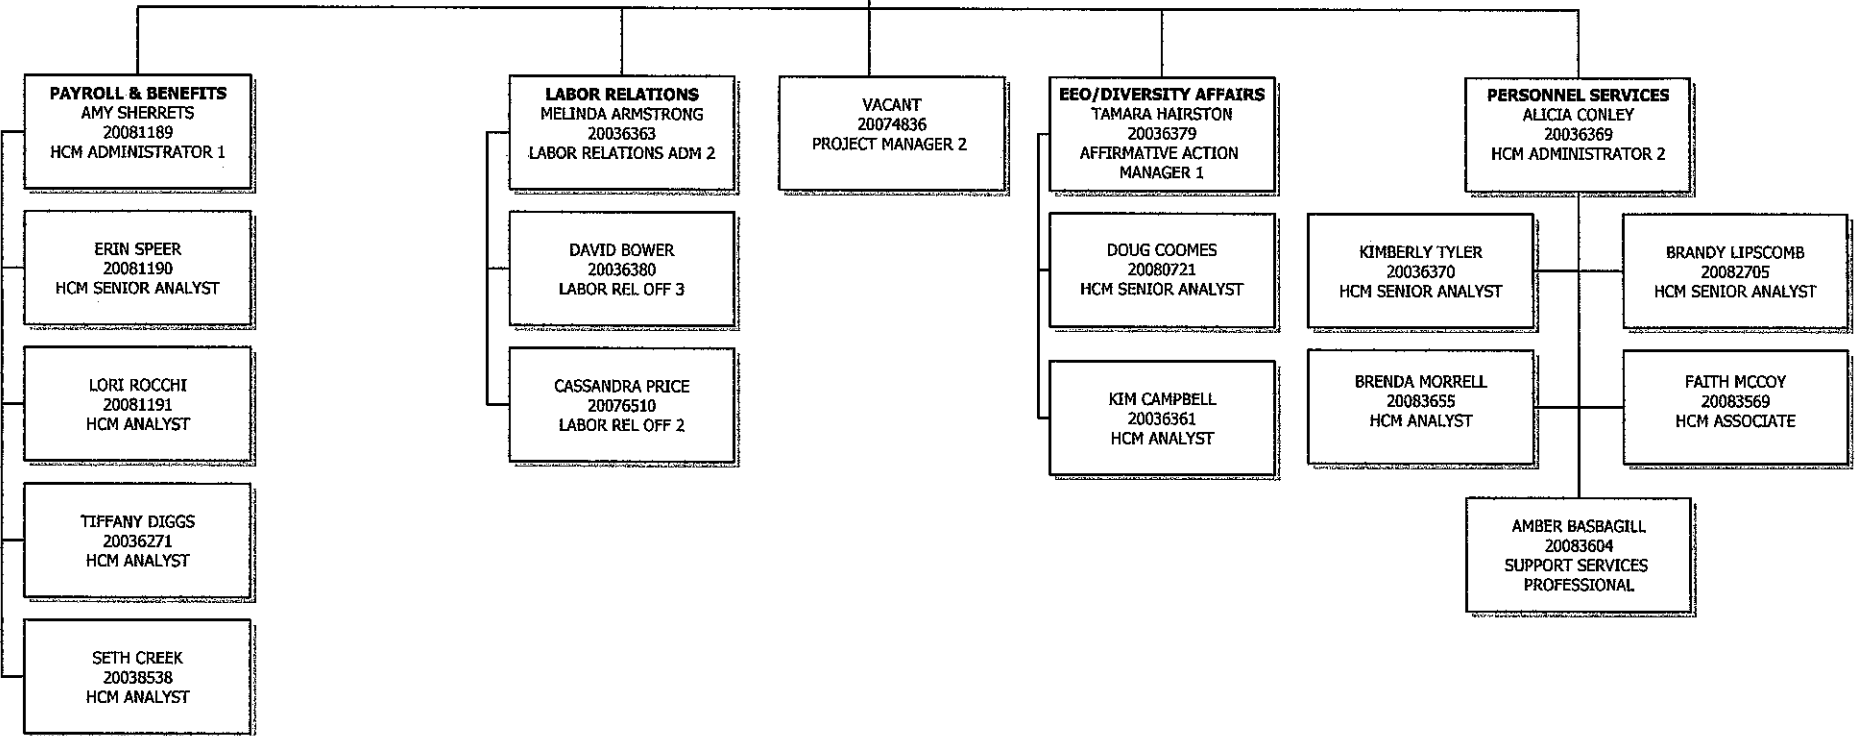 PAYROLL & BENEFITS
AMY SHERRETS
20081189
HCM ADMINISTRATOR 1
ERIN SPEER
20081190
HCM SENIOR ANALYST
LORI ROCCHI
20081191
HCM ANALYST
TIFFANY DIGGS
20036271
HCM ANALYST
SETH CREEK
20038538
HCM ANALYST
LABOR RELATIONS
MELINDA ARMSTRONG
20036363
LABOR RELATIONS ADM 2
DAVID BOWER
20036380
LABOR REL OFF 3
CASSANDRA PRICE
20076510
LABOR REL OFF 2
VACANT
20074836
PROJECT MANAGER 2
EEO/DIVERSITY AFFAIRS
TAMARA HAIRSTON
20036379
AFFIRMATIVE ACTION
MANAGER 1
DOUG COOMES
20080721
HCM SENIOR ANALYST
KIM CAMPBELL
20036361
HCM ANALYST
PERSONNEL SERVICES
ALICIA CONLEY
20036369
HCM ADMINISTRATOR 2
KIMBERLY TYLER
20036370
HCM SENIOR ANALYST
BRANDY LIPSCOMB
20082705
HCM SENIOR ANALYST
BRENDA MORRELL
20083655
HCM ANALYST
FAITH MCCOY
20083569
HCM ASSOCIATE
AMBER BASBAGILL
20083604
SUPPORT SERVICES
PROFESSIONAL